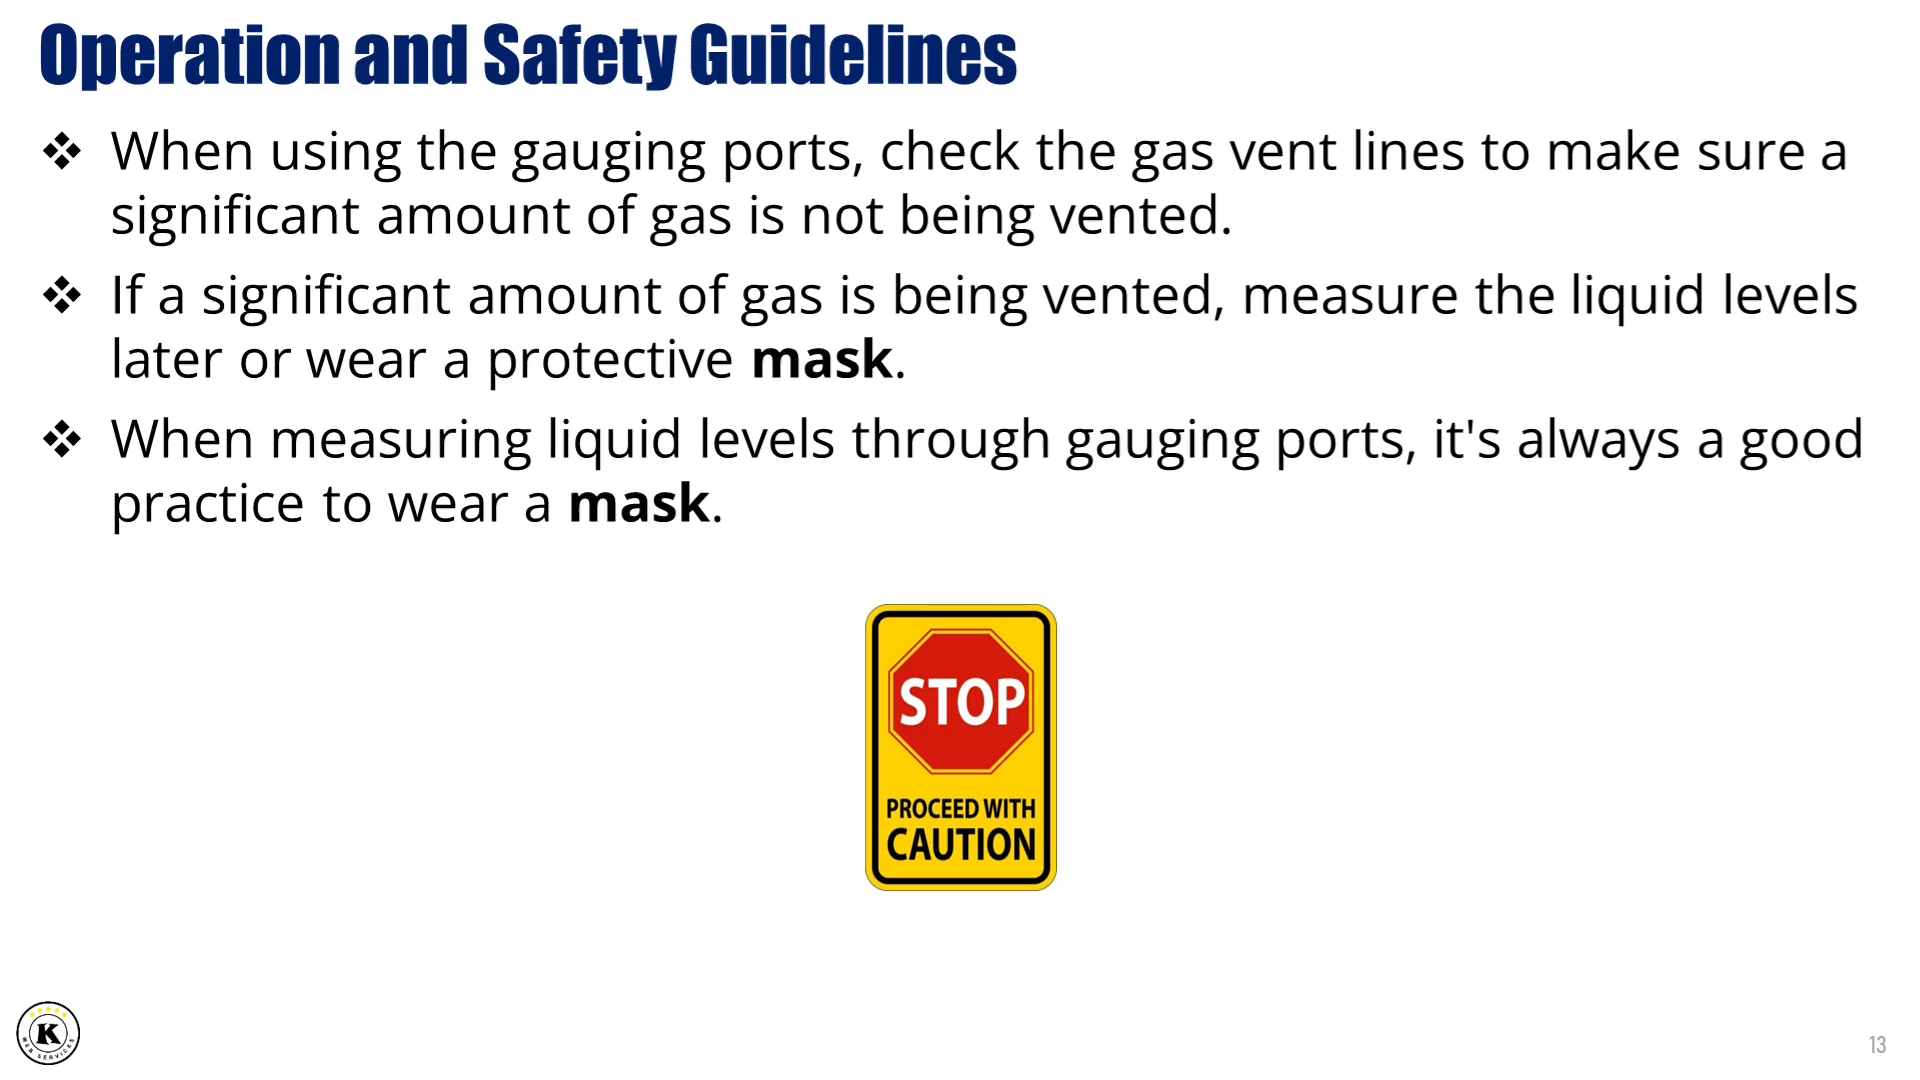 Operation and Safety Guidelines
❖ When using the gauging ports, check the gas vent lines to make sure a
significant amount of gas is not being vented.
❖ If a significant amount of gas is being vented, measure the liquid levels
later or wear a protective mask.
❖ When measuring liquid levels through gauging ports, it's always a good
practice to wear a mask.
STOP
PROCEED WITH
CAUTION
K
WEB SERVICES
13